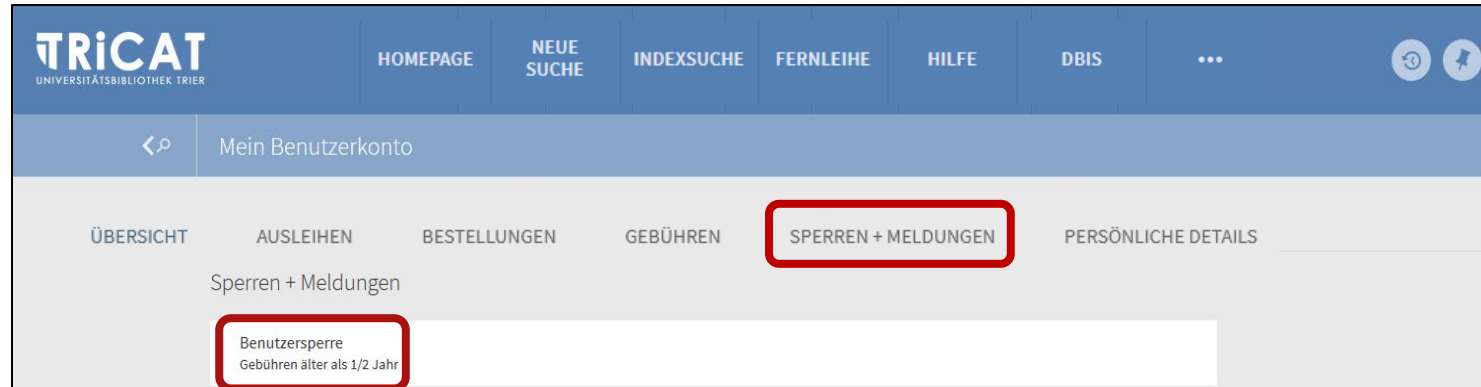 TRiCAT
UNIVERSITÄTSBIBLIOTHEK TRIER
HOMEPAGE
NEUE
SUCHE
INDEXSUCHE
FERNLEIHE
HILFE
DBIS
•••
Mein Benutzerkonto
ÜBERSICHT
AUSLEIHEN
BESTELLUNGEN
GEBÜHREN
SPERREN + MELDUNGEN
PERSÖNLICHE DETAILS
Sperren + Meldungen
Benutzersperre
Gebühren älter als 1/2 Jahr